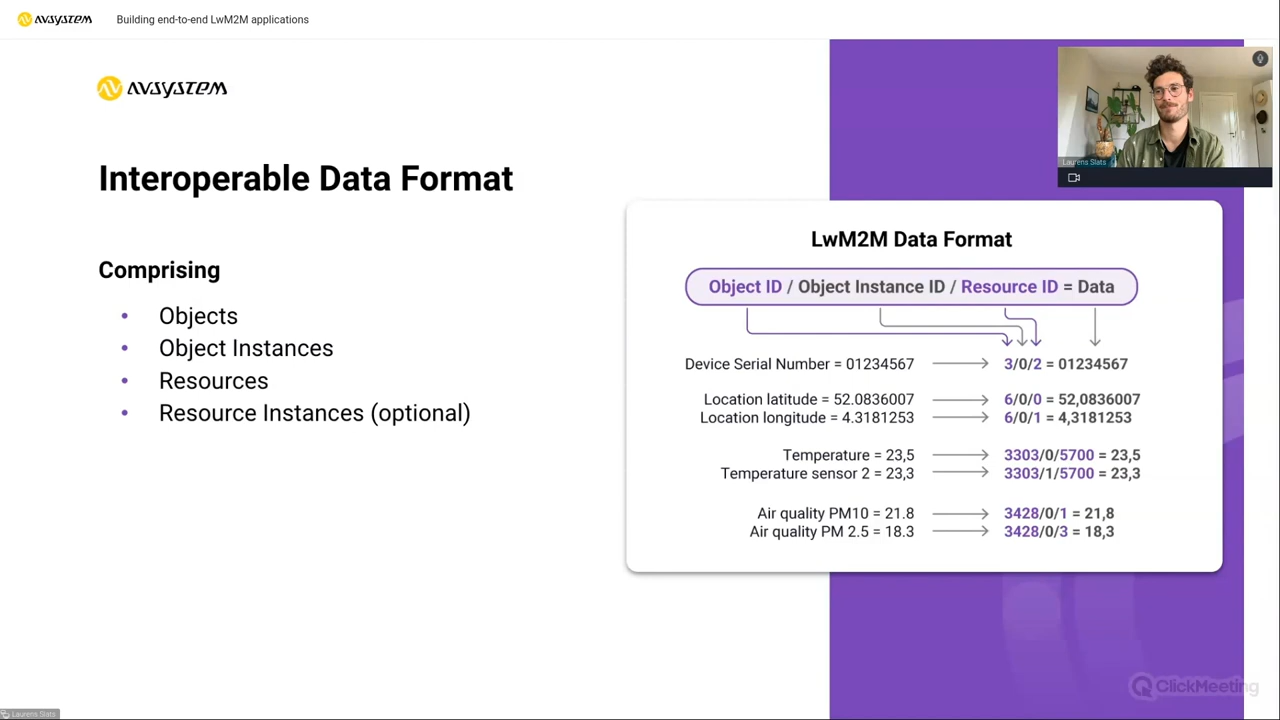 AVSYSTEM
Building end-to-end LwM2M applications
AVSYSTEM
Interoperable Data Format
Comprising
• Objects
• Object Instances
• Resources
• Resource Instances (optional)
Laurens Slats
LwM2M Data Format
Object ID / Object Instance ID / Resource ID = Data
Device Serial Number = 01234567 3/0/2 = 01234567
Location latitude = 52.0836007 6/0/0 = 52,0836007
Location longitude = 4.3181253 6/0/1 = 4,3181253
Temperature = 23,5 3303/0/5700 = 23,5
Temperature sensor 2 = 23,3 3303/1/5700 = 23,3
Air quality PM10 = 21.8 3428/0/1 = 21,8
Air quality PM 2.5 = 18.3 3428/0/3 = 18,3
ClickMeeting
Laurens Slats